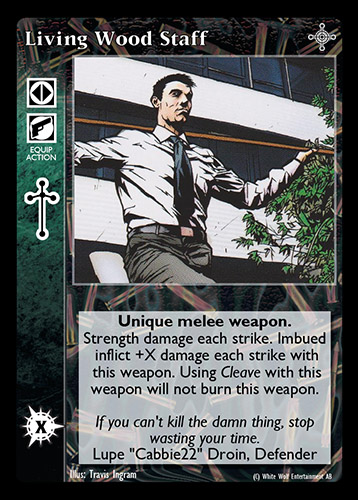 Living Wood Staff
EQUIP
ACTION
X
Unique melee weapon.
Strength damage each strike. Imbued
inflict +X damage each strike with
this weapon. Using Cleave with this
weapon will not burn this weapon.
If you can't kill the damn thing, stop
wasting your time.
Lupe "Cabbie22" Droin, Defender
Illus: Travis Ingram
(C) White Wolf Entertainment AB